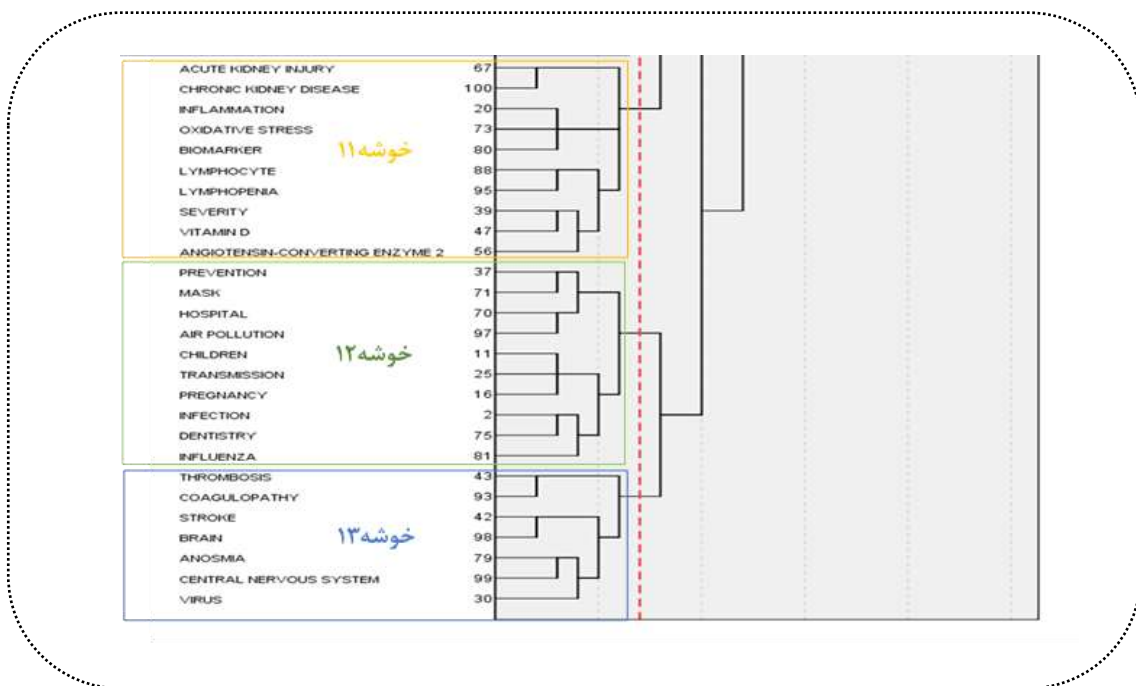 ACUTE KIDNEY INJURY 67
CHRONIC KIDNEY DISEASE 100
INFLAMMATION 20
OXIDATIVE STRESS 73
BIOMARKER 80
خوشه۱۱
LYMPHOCYTE 88
LYMPHOPENIA 95
SEVERITY 39
VITAMIN D 47
ANGIOTENSIN-CONVERTING ENZYME 2 56
PREVENTION 37
MASK 71
HOSPITAL 70
AIR POLLUTION 97
CHILDREN 11
خوشه۱۲
TRANSMISSION 25
PREGNANCY 16
INFECTION 2
DENTISTRY 75
INFLUENZA 81
THROMBOSIS 43
COAGULOPATHY 93
STROKE 42
BRAIN 98
خوشه۱۳
ANOSMIA 79
CENTRAL NERVOUS SYSTEM 99
VIRUS 30